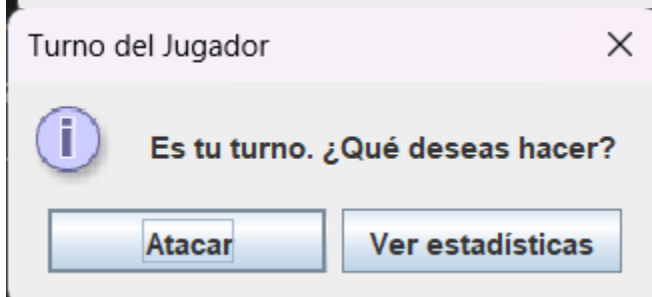 Turno del Jugador
Es tu turno. ¿Qué deseas hacer?
Atacar
Ver estadísticas